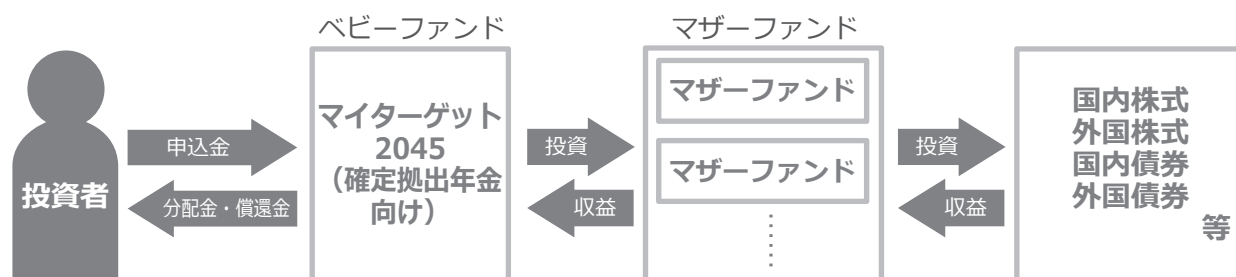 ベビーファンド
マザーファンド
投資者
申込金
分配金・償還金
マイターゲット
2045
（確定拠出年金
向け）
投資
収益
マザーファンド
マザーファンド
投資
収益
国内株式
外国株式
国内債券
外国債券
等